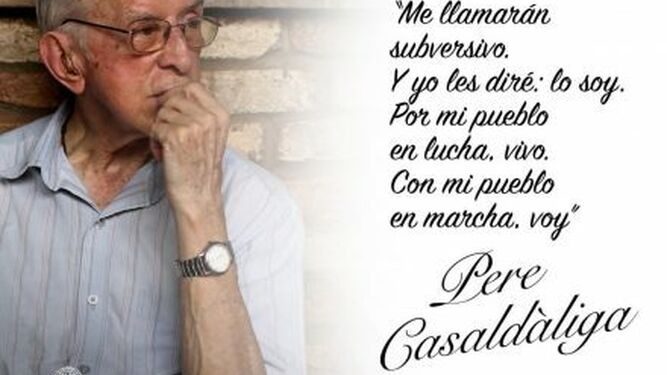 "Me llamarán
subversivo.
Y yo les diré: lo soy.
Por mi pueblo
en lucha, vivo.
Con mi pueblo
en marcha, voy"
Pere
Casaldàliga